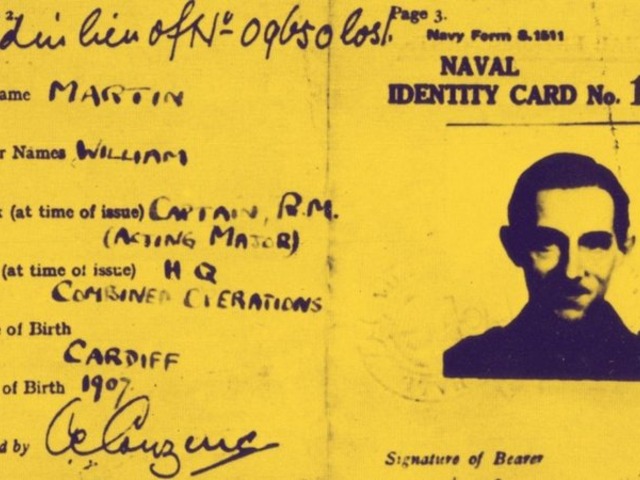 2.
d in lieu of No 09650 lost.
ame MARTIN
r Names WILLIAM
k (at time of issue) CAPTAIN, R.M.
(ACTING MAJOR)
(at time of issue) H Q
COMBINED OPERATIONS
e of Birth
CARDIFF
of Birth 1907
d by
Page 3.
Navy Form S.1511
NAVAL
IDENTITY CARD No. 1
Signature of Bearer